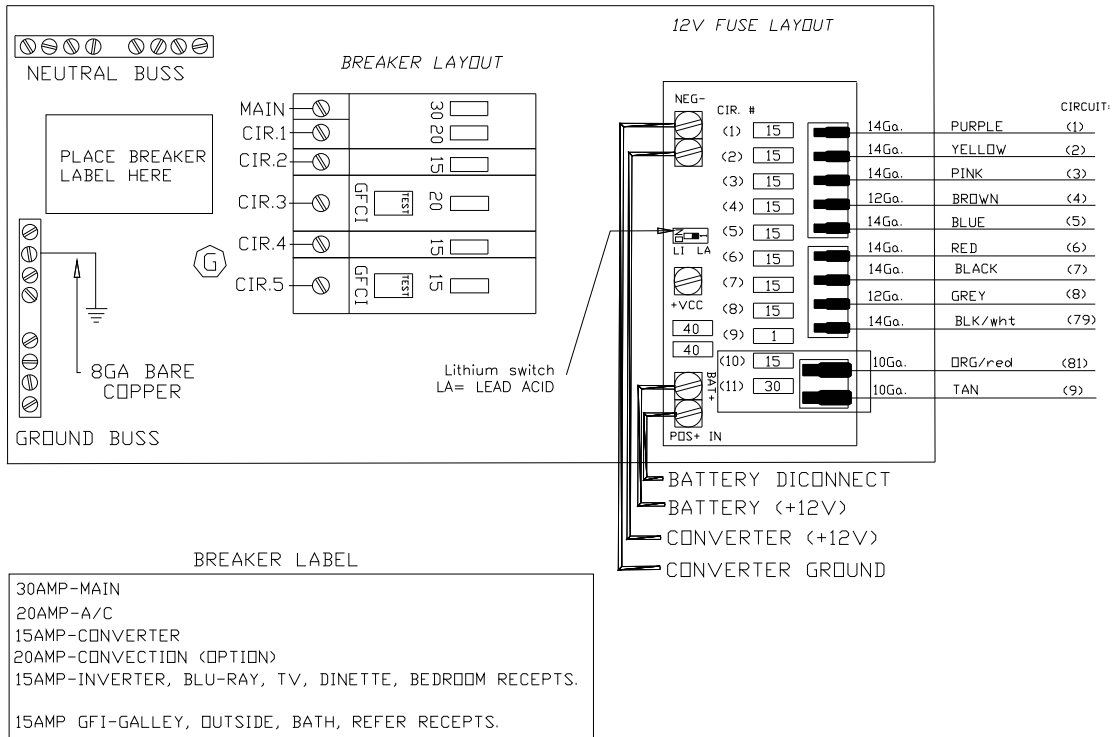 12V FUSE LAYOUT
BREAKER LAYOUT
NEUTRAL BUSS
PLACE BREAKER
LABEL HERE
MAIN
CIR.1
CIR.2
CIR.3
CIR.4
CIR.5
30
20
15
GFCI
TEST
20
15
GFCI
TEST
15
G
8GA BARE
COPPER
GROUND BUSS
NEG-
CIR. #
(1) 15
(2) 15
(3) 15
(4) 15
(5) 15
(6) 15
(7) 15
(8) 15
(9) 1
(10) 15
(11) 30
LI LA
+VCC
40
40
BAT+
POS+ IN
Lithium switch
LA= LEAD ACID
CIRCUIT:
14Ga. PURPLE (1)
14Ga. YELLOW (2)
14Ga. PINK (3)
12Ga. BROWN (4)
14Ga. BLUE (5)
14Ga. RED (6)
14Ga. BLACK (7)
12Ga. GREY (8)
14Ga. BLK/wht (79)
10Ga. ORG/red (81)
10Ga. TAN (9)
BATTERY DICONNECT
BATTERY (+12V)
CONVERTER (+12V)
CONVERTER GROUND
BREAKER LABEL
30AMP-MAIN
20AMP-A/C
15AMP-CONVERTER
20AMP-CONVECTION (OPTION)
15AMP-INVERTER, BLU-RAY, TV, DINETTE, BEDROOM RECEPTS.
15AMP GFI-GALLEY, OUTSIDE, BATH, REFER RECEPTS.